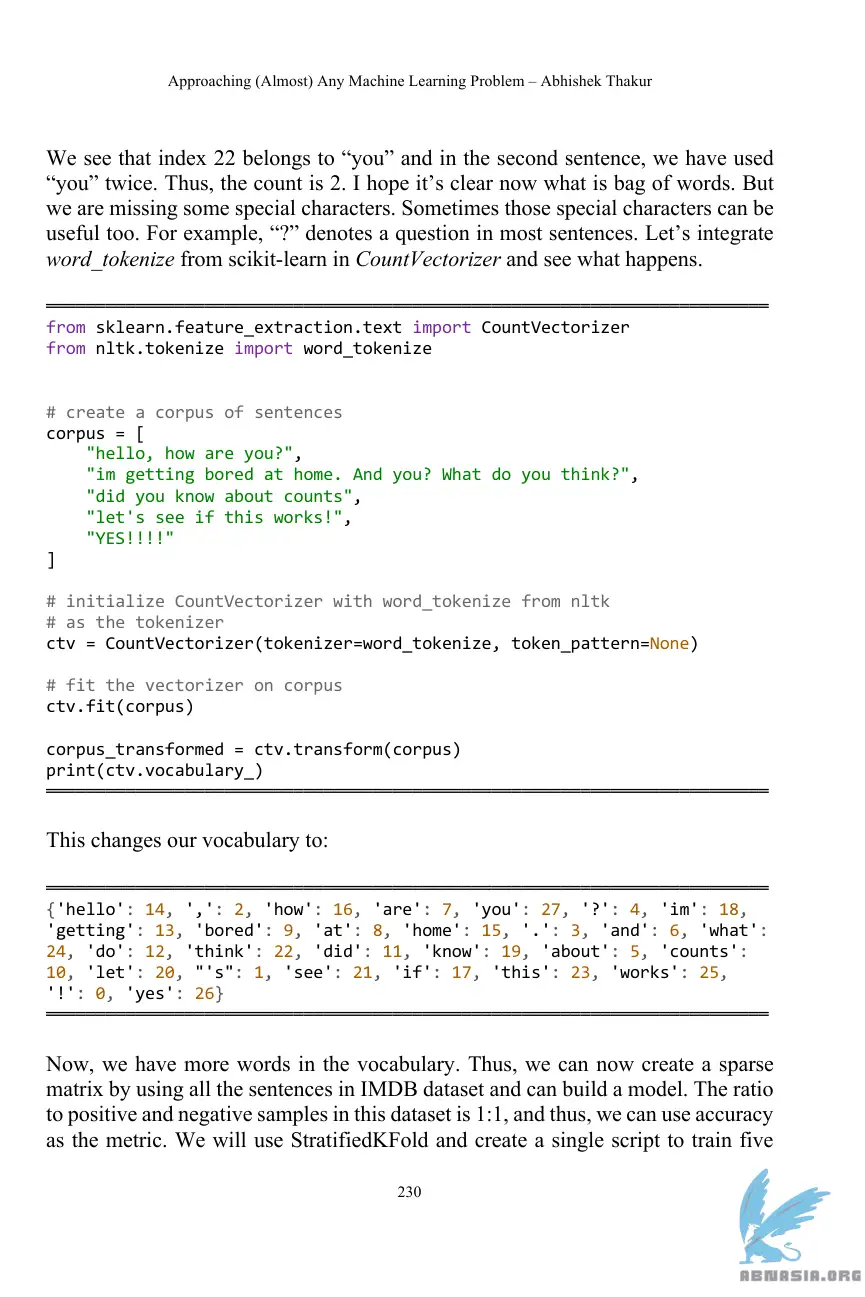 Approaching (Almost) Any Machine Learning Problem – Abhishek Thakur
We see that index 22 belongs to “you” and in the second sentence, we have used
“you” twice. Thus, the count is 2. I hope it’s clear now what is bag of words. But
we are missing some special characters. Sometimes those special characters can be
useful too. For example, “?” denotes a question in most sentences. Let’s integrate
word_tokenize from scikit-learn in CountVectorizer and see what happens.
from sklearn.feature_extraction.text import CountVectorizer
from nltk.tokenize import word_tokenize
# create a corpus of sentences
corpus = [
    "hello, how are you?",
    "im getting bored at home. And you? What do you think?",
    "did you know about counts",
    "let's see if this works!",
    "YES!!!!"
]
# initialize CountVectorizer with word_tokenize from nltk
# as the tokenizer
ctv = CountVectorizer(tokenizer=word_tokenize, token_pattern=None)
# fit the vectorizer on corpus
ctv.fit(corpus)
corpus_transformed = ctv.transform(corpus)
print(ctv.vocabulary_)
This changes our vocabulary to:
{'hello': 14, ',': 2, 'how': 16, 'are': 7, 'you': 27, '?': 4, 'im': 18,
'getting': 13, 'bored': 9, 'at': 8, 'home': 15, '.': 3, 'and': 6, 'what':
24, 'do': 12, 'think': 22, 'did': 11, 'know': 19, 'about': 5, 'counts':
10, 'let': 20, "'s": 1, 'see': 21, 'if': 17, 'this': 23, 'works': 25,
'!': 0, 'yes': 26}
Now, we have more words in the vocabulary. Thus, we can now create a sparse
matrix by using all the sentences in IMDB dataset and can build a model. The ratio
to positive and negative samples in this dataset is 1:1, and thus, we can use accuracy
as the metric. We will use StratifiedKFold and create a single script to train five
230
ABNASIA.ORG